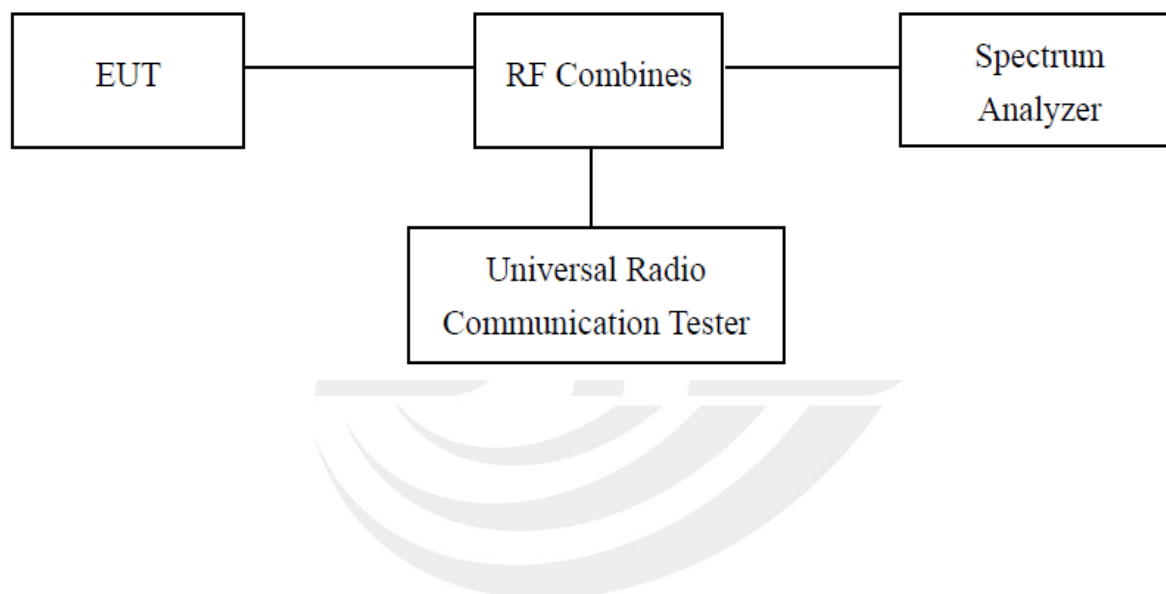 EUT
RF Combines
Spectrum
Analyzer
Universal Radio
Communication Tester